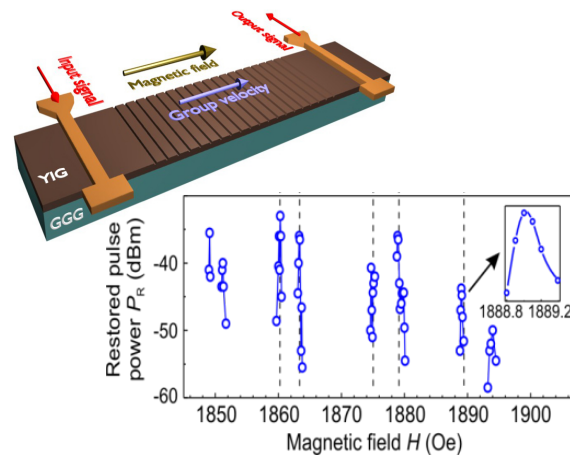 Output signal
Input signal
Magnetic field
Group velocity
YIG
GGG
Restored pulse
power P_R (dBm)
-40
-50
-60
1888.8 1889.2
1850 1860 1870 1880 1890 1900
Magnetic field H (Oe)